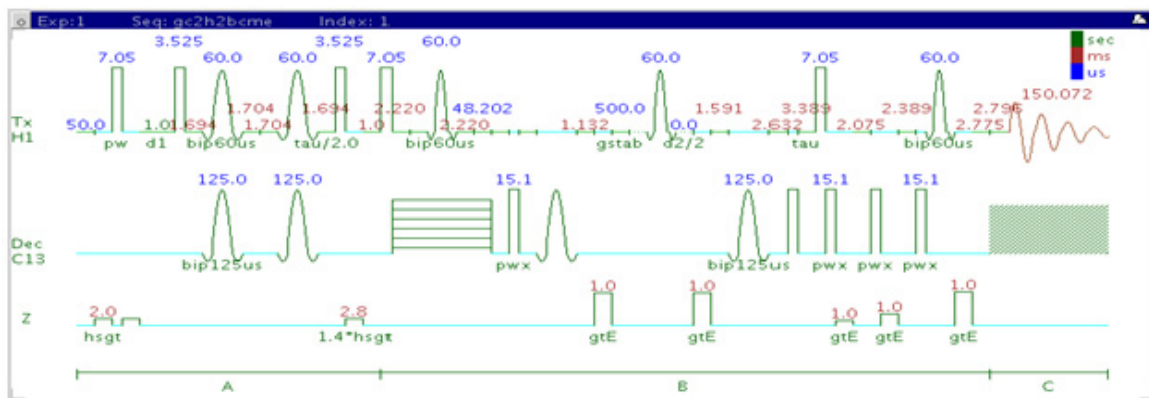 Exp:1 Seq: gc2h2bcme Index: 1
3.525 3.525 60.0
7.05 60.0 60.0 7.05 60.0 7.05 60.0
sec
ms
us
1.704 1.694 2.220 48.202 500.0 1.591 3.389 2.389 2.796 150.072
Tx 50.0 1.0 1.694 1.704 1.0 2.220 1.132 0.0 2.632 2.075 2.775
H1 pw d1 bip60us tau/2.0 bip60us gstab d2/2 tau bip60us
125.0 125.0 15.1 125.0 15.1 15.1
Dec
C13
bip125us pwx bip125us pwx pwx pwx
1.0 1.0 1.0
Z 2.0 2.8 1.0 1.0
hsgt 1.4*hsgt gtE gtE gtE gtE gtE
A B C